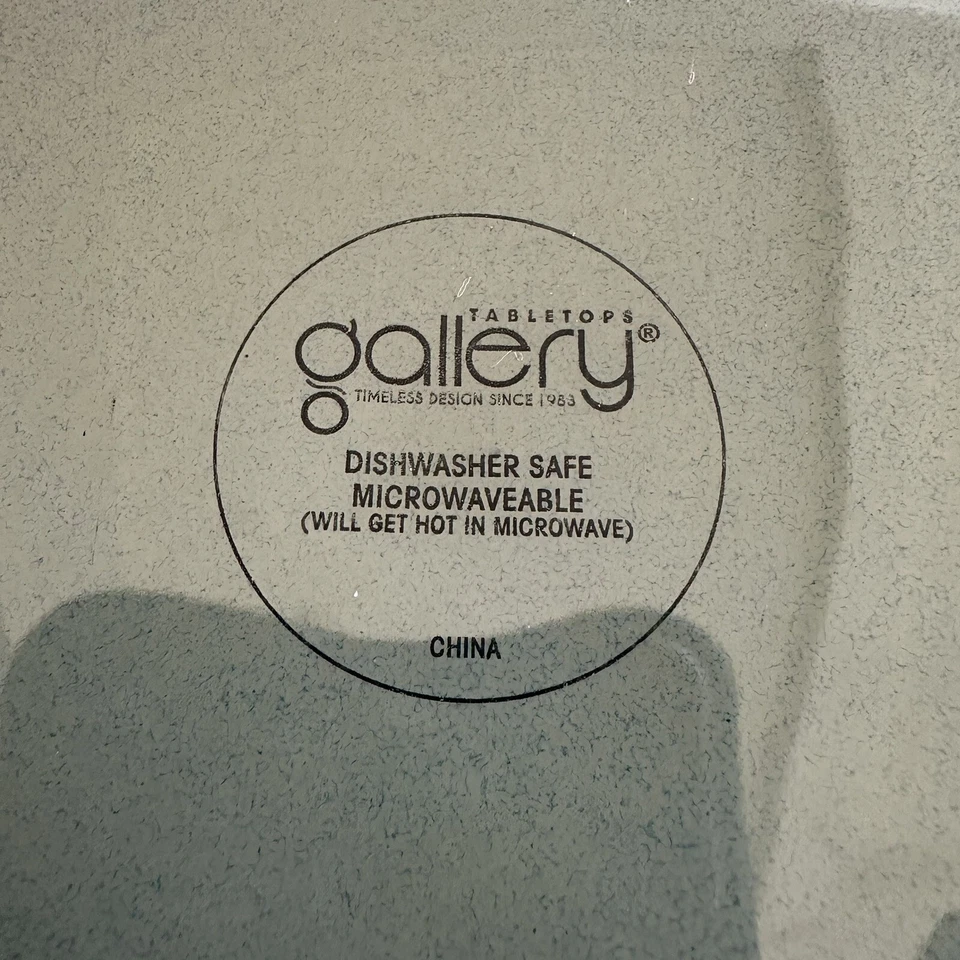 TABLETOPS
gallery®
TIMELESS DESIGN SINCE 1983
DISHWASHER SAFE
MICROWAVEABLE
(WILL GET HOT IN MICROWAVE)
CHINA